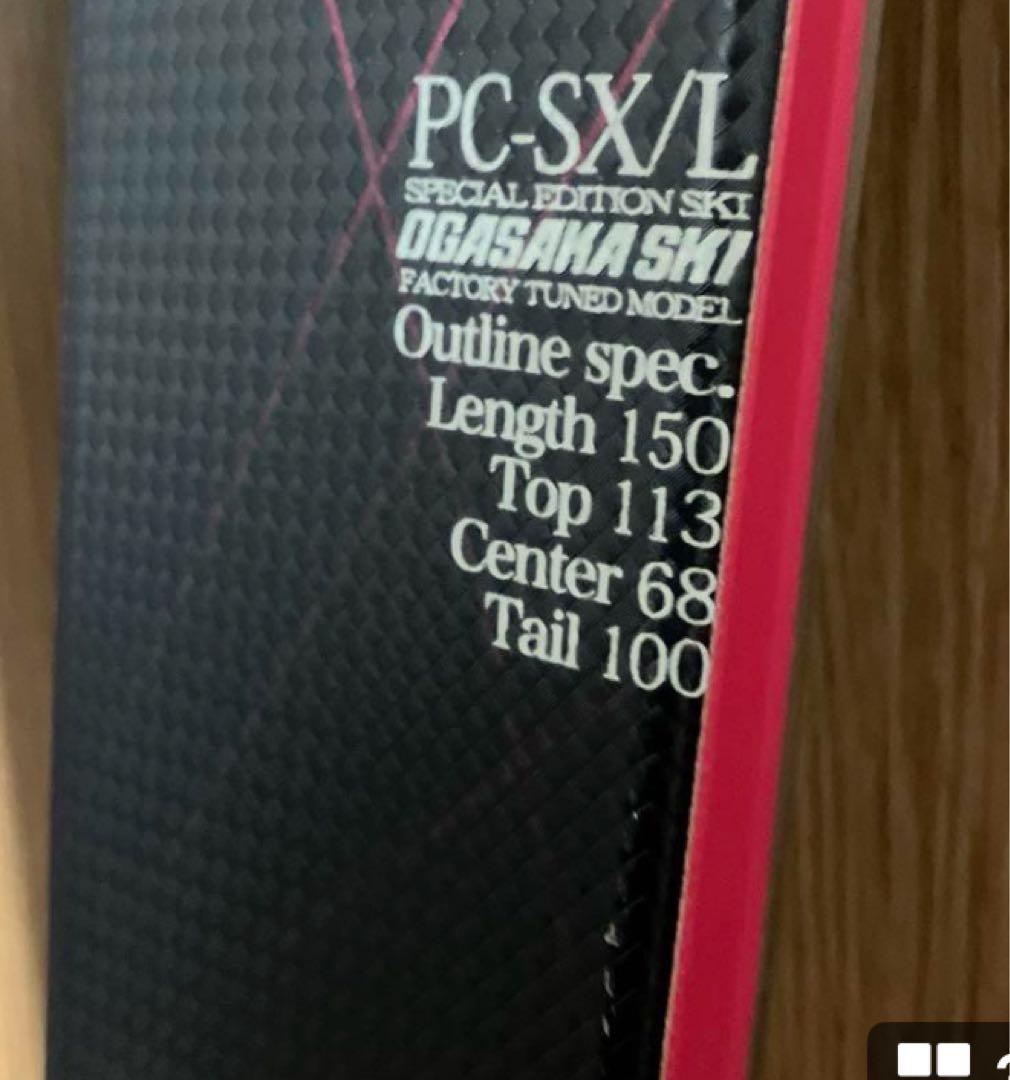 PC-SX/L
SPECIAL EDITION SKI
OGASAKA SKI
FACTORY TUNED MODEL
Outline spec.
Length 150
Top 113
Center 68
Tail 100